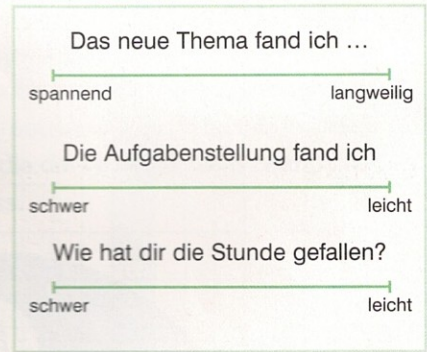 Das neue Thema fand ich ...
spannend langweilig
Die Aufgabenstellung fand ich
schwer leicht
Wie hat dir die Stunde gefallen?
schwer leicht